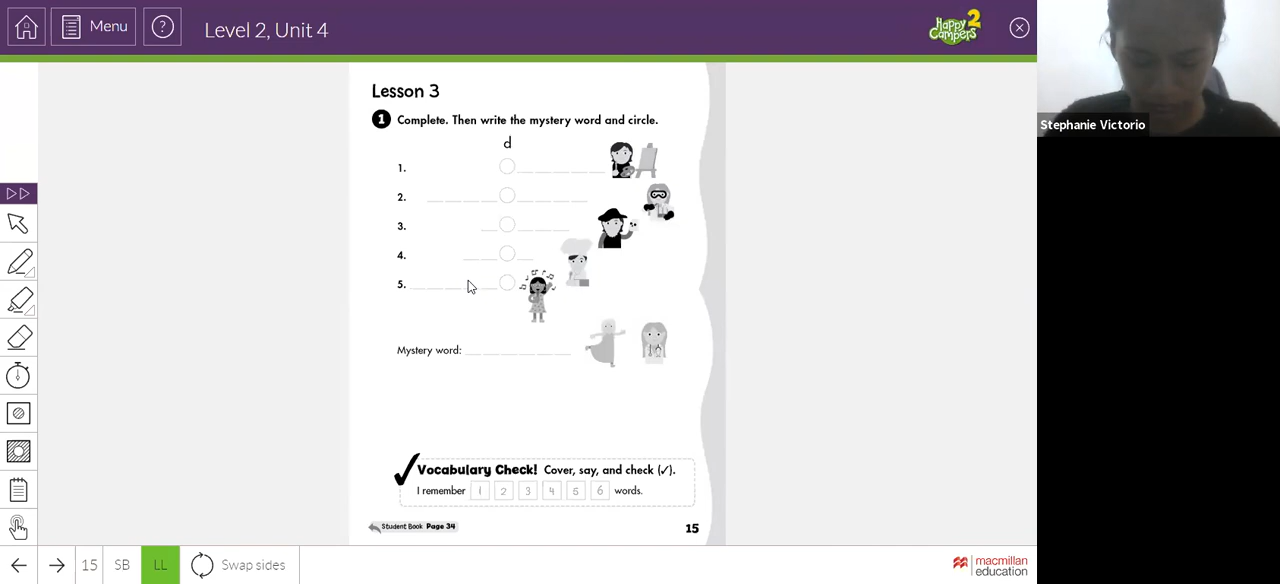 Menu
?
Level 2, Unit 4
Happy Campers 2
Stephanie Victorio
Lesson 3
1 Complete. Then write the mystery word and circle.
d
1.
2.
3.
4.
5.
Mystery word:
Vocabulary Check! Cover, say, and check (✓).
I remember 1 2 3 4 5 6 words.
Student Book Page 34
15
15
SB
LL
Swap sides
macmillan
education